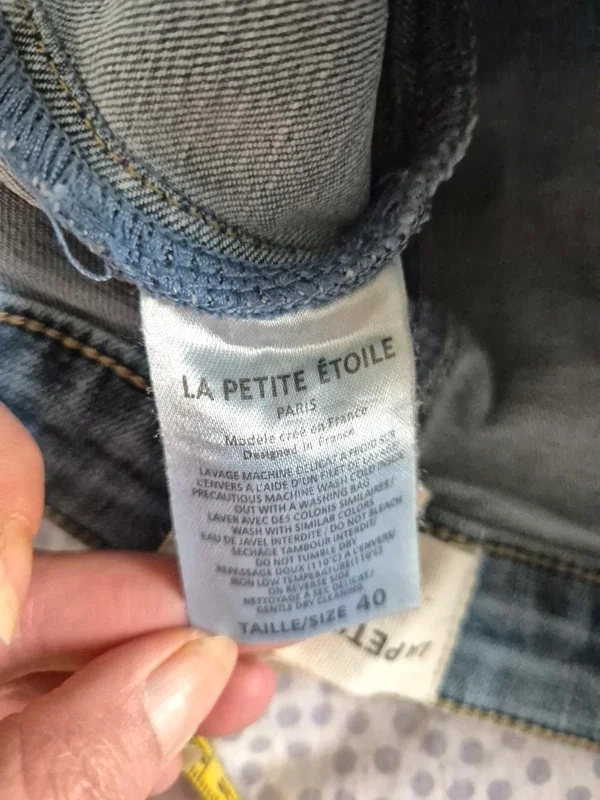 LA PETITE ÉTOILE
PARIS
Modèle créé en France
Designed in France
LAVAGE MACHINE DÉLICAT À FROID SUR
L'ENVERS À L'AIDE D'UN FILET DE LAVAGE
PRECAUTIOUS MACHINE WASH COLD INSIDE
OUT WITH A WASHING BAG
LAVER AVEC DES COLORIS SIMILAIRES/
WASH WITH SIMILAR COLORS
EAU DE JAVEL INTERDITE/ DO NOT BLEACH
SÉCHAGE TAMBOUR INTERDIT/
DO NOT TUMBLE DRY
REPASSAGE DOUX (110°C) À L'ENVERS/
IRON LOW TEMPERATURE (110°C)
ON REVERSE SIDE
NETTOYAGE À SEC DÉLICAT/
GENTLE DRY CLEANING
TAILLE/SIZE 40
LA PET